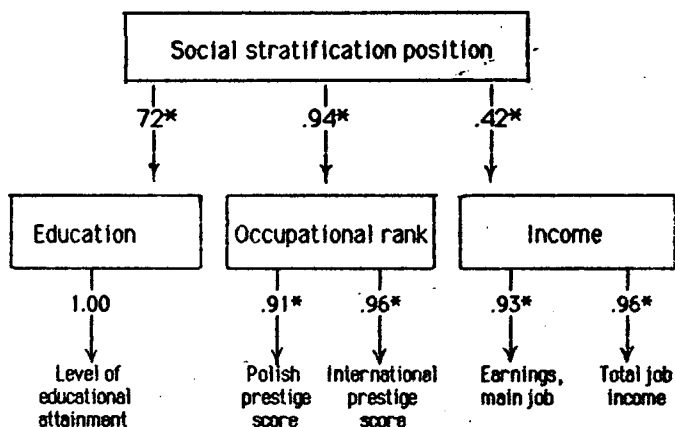 Social stratification position
72* .94* .42*
Education Occupational rank Income
1.00 .91* .96* .93* .96*
Level of Polish International Earnings, Total job
educational prestige prestige main job income
attainment score score